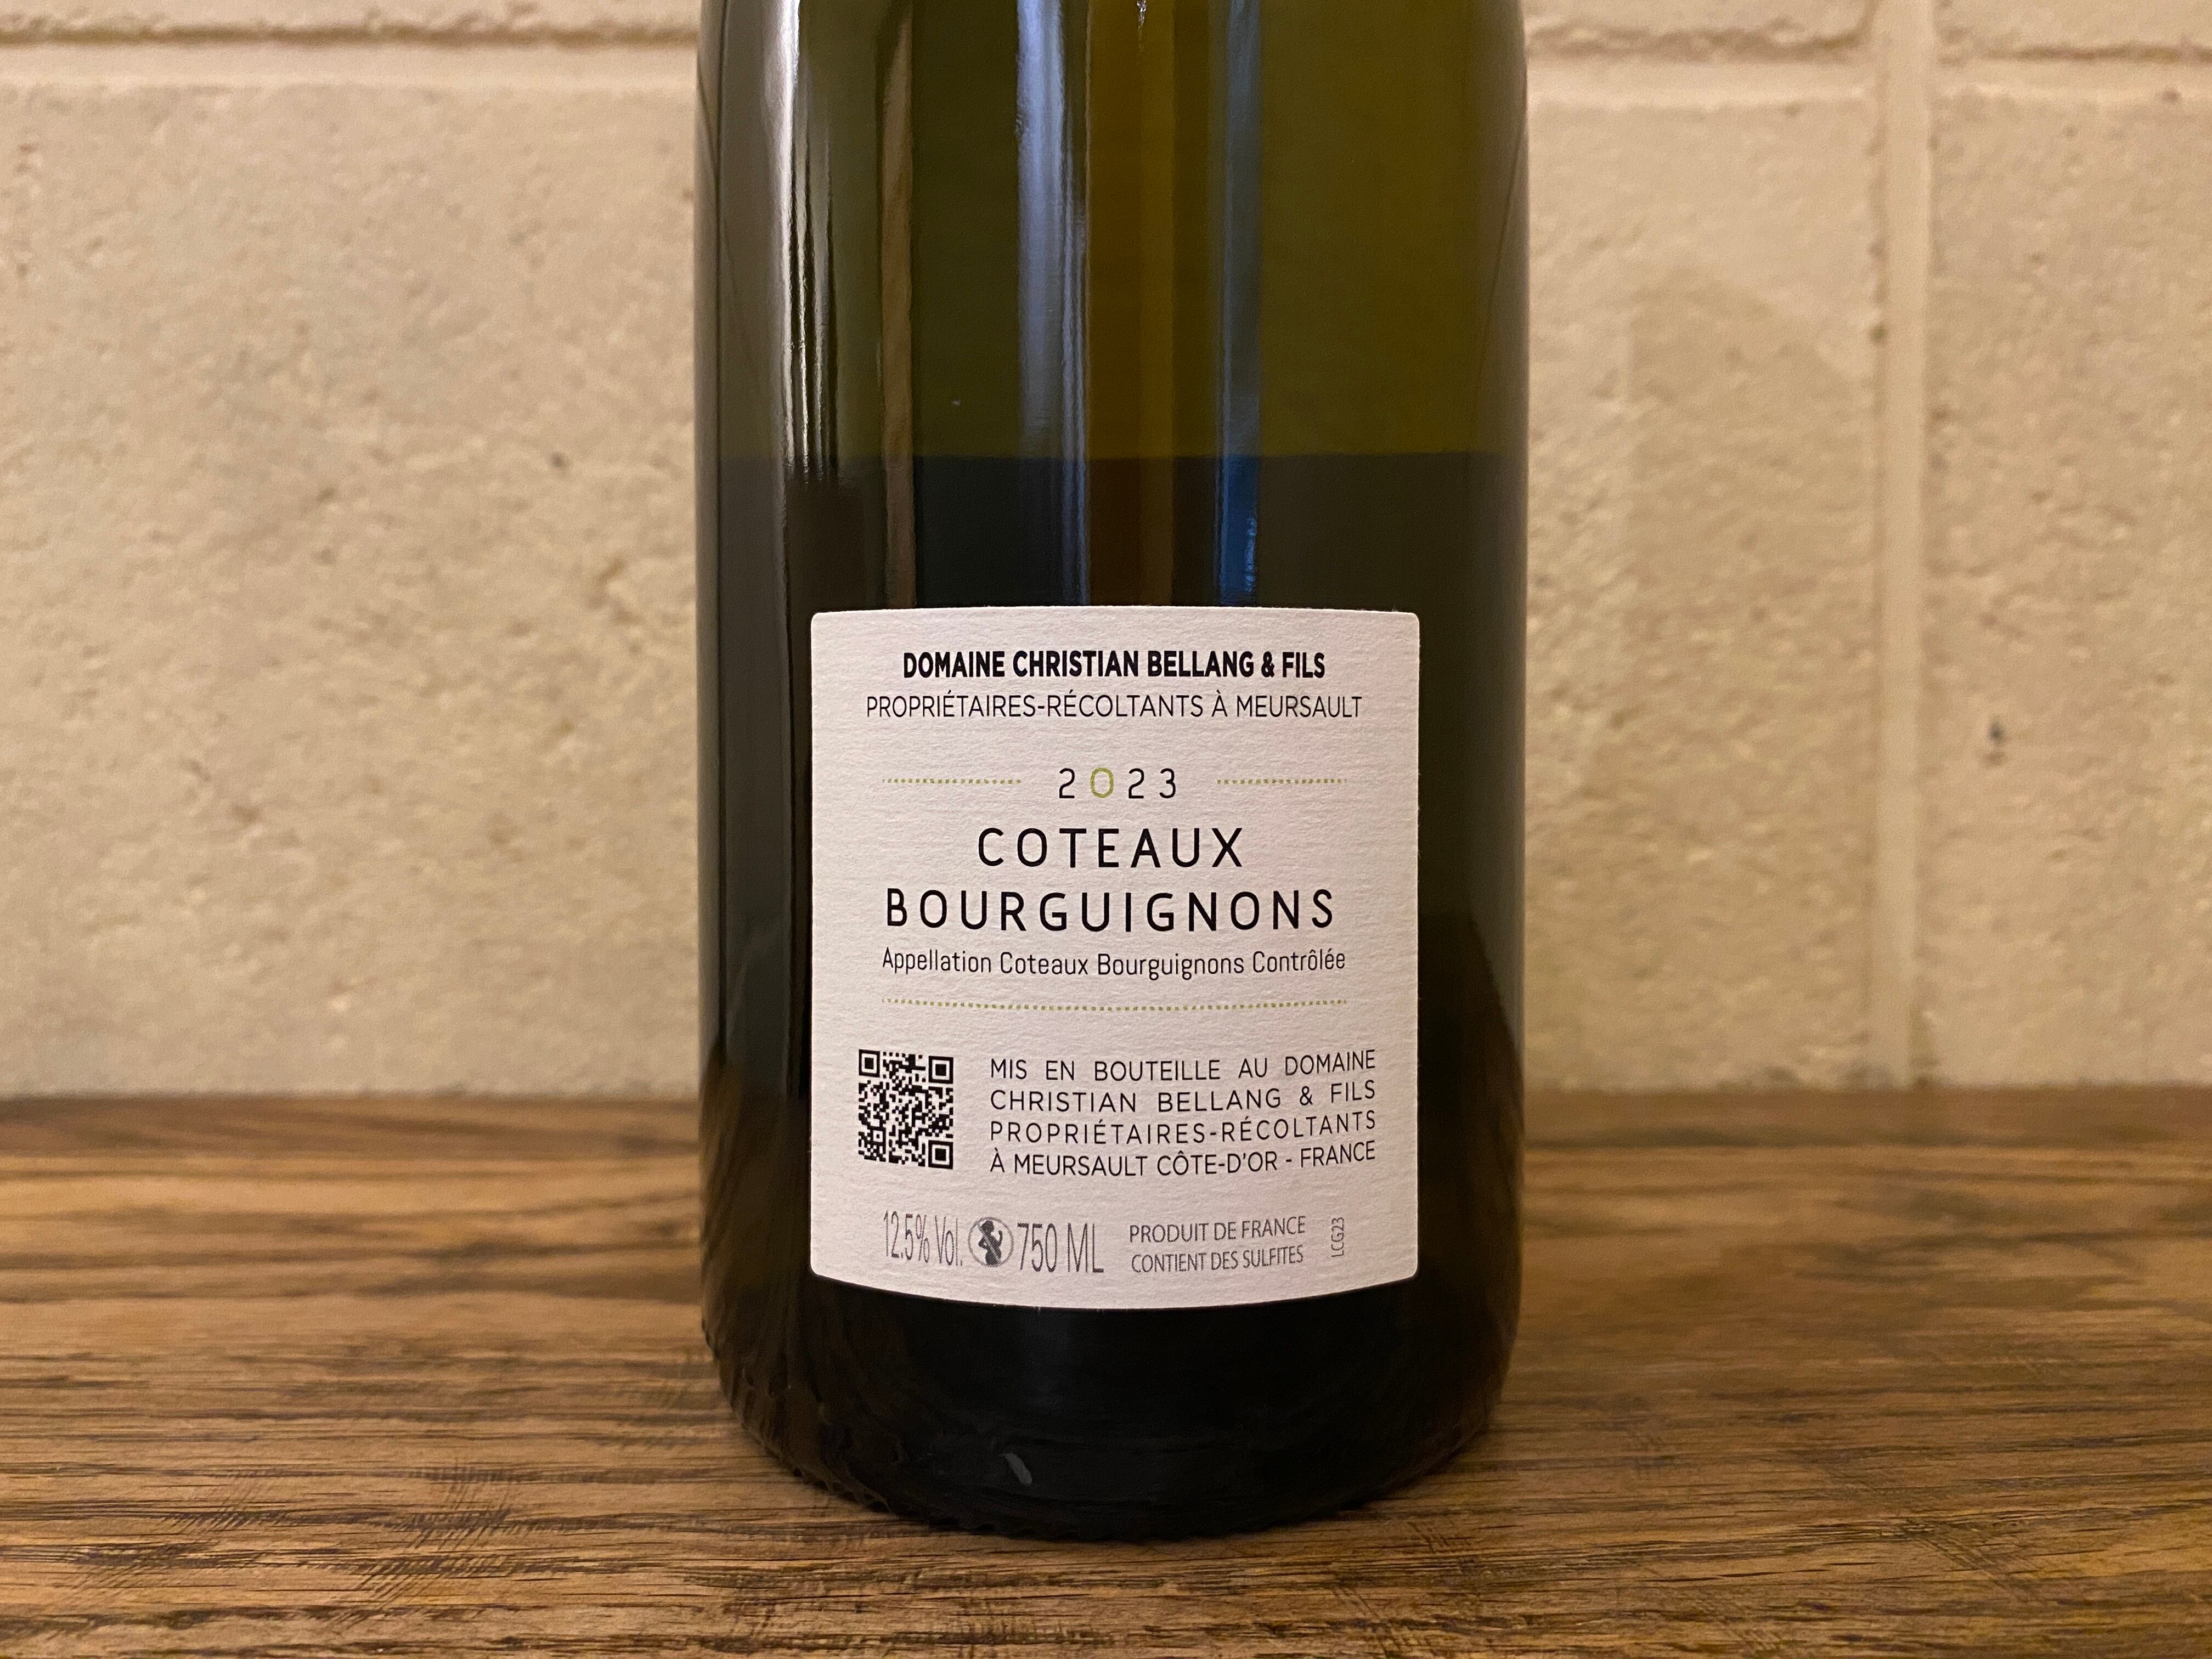 DOMAINE CHRISTIAN BELLANG & FILS
PROPRIÉTAIRES-RÉCOLTANTS À MEURSAULT
2023
COTEAUX
BOURGUIGNONS
Appellation Coteaux Bourguignons Contrôlée
MIS EN BOUTEILLE AU DOMAINE
CHRISTIAN BELLANG & FILS
PROPRIÉTAIRES-RÉCOLTANTS
À MEURSAULT CÔTE-D'OR - FRANCE
12.5% Vol. 750 ML
PRODUIT DE FRANCE
CONTIENT DES SULFITES
LCG23